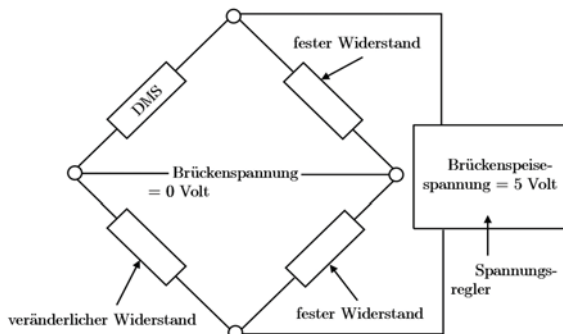 fester Widerstand
DMS
Brückenspannung
= 0 Volt
Brückenspeise-
spannung = 5 Volt
Spannungs-
regler
veränderlicher Widerstand
fester Widerstand